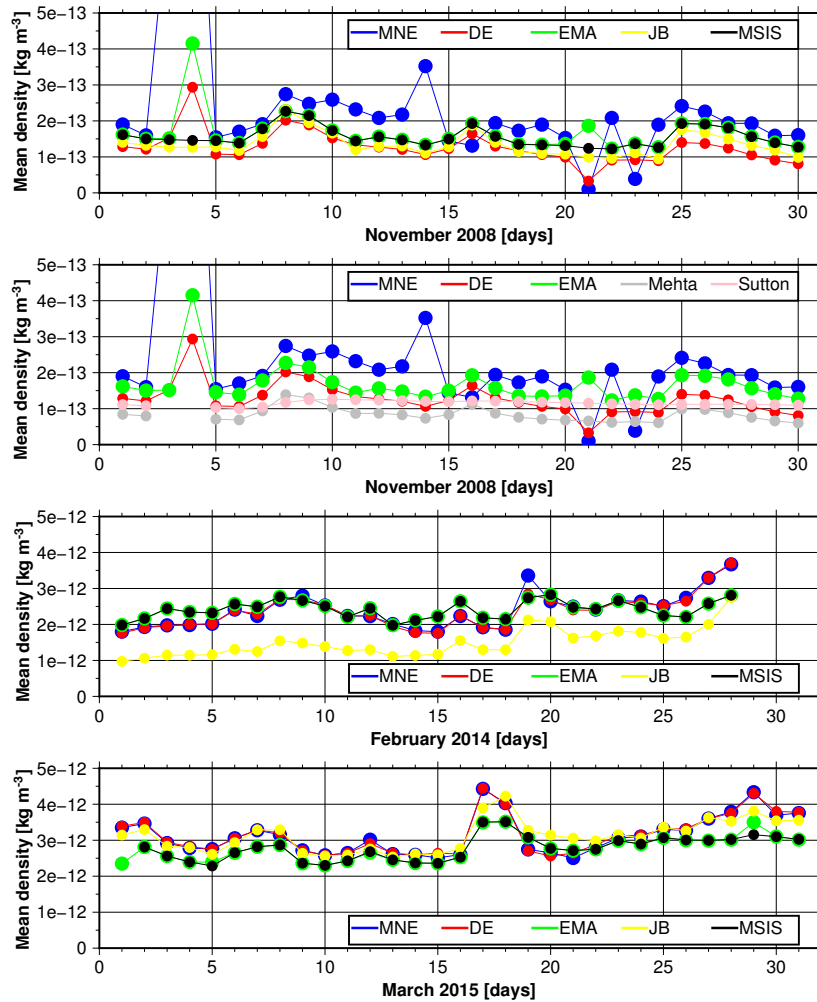 5e−13
4e−13
3e−13
2e−13
1e−13
0
Mean density [kg m⁻³]
MNE DE EMA JB MSIS
0 5 10 15 20 25 30
November 2008 [days]
5e−13
4e−13
3e−13
2e−13
1e−13
0
Mean density [kg m⁻³]
MNE DE EMA Mehta Sutton
0 5 10 15 20 25 30
November 2008 [days]
5e−12
4e−12
3e−12
2e−12
1e−12
0
Mean density [kg m⁻³]
MNE DE EMA JB MSIS
0 5 10 15 20 25 30
February 2014 [days]
5e−12
4e−12
3e−12
2e−12
1e−12
0
Mean density [kg m⁻³]
MNE DE EMA JB MSIS
0 5 10 15 20 25 30
March 2015 [days]